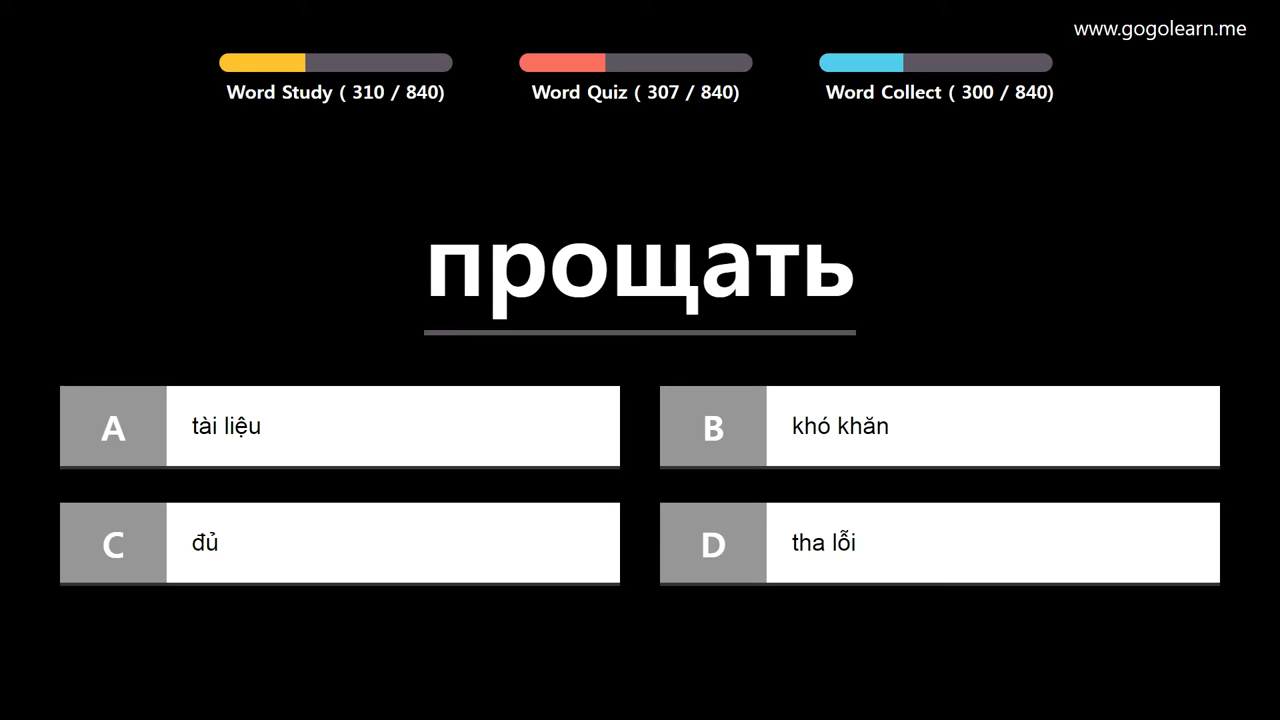 www.gogolearn.me
Word Study ( 310 / 840)
Word Quiz ( 307 / 840)
Word Collect ( 300 / 840)
прощать
A tài liệu
B khó khăn
C đủ
D tha lỗi